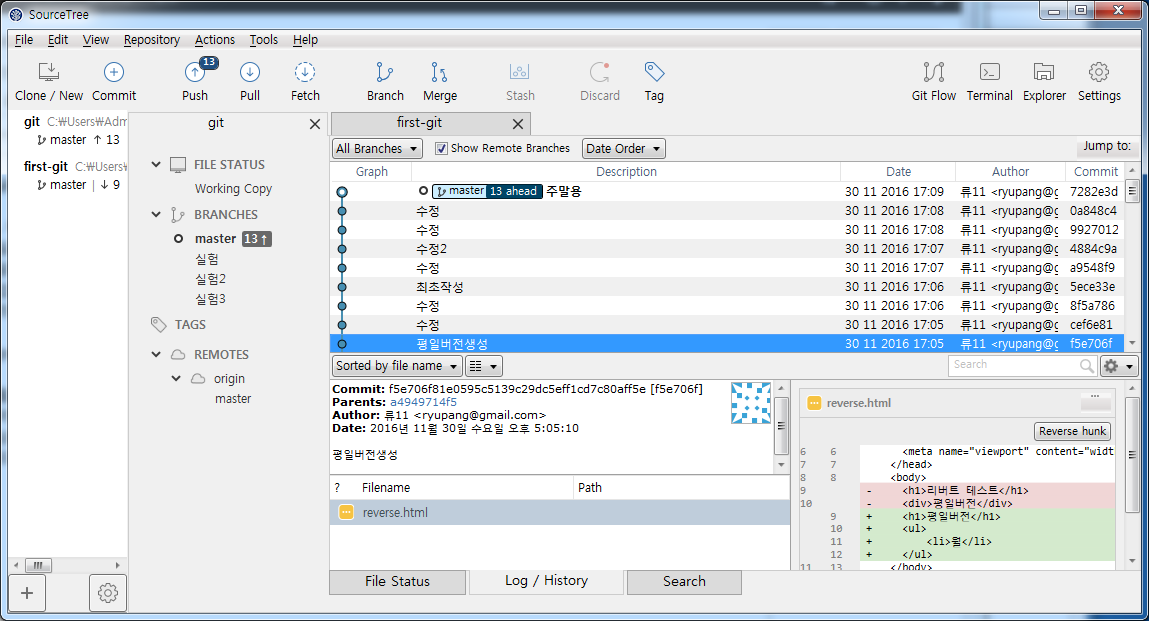 SourceTree
File Edit View Repository Actions Tools Help
13
Clone / New Commit Push Pull Fetch Branch Merge Stash Discard Tag Git Flow Terminal Explorer Settings
git C:₩Users₩Adm
master ↑ 13
first-git C:₩Users₩
master | ↓ 9
git
FILE STATUS
Working Copy
BRANCHES
master 13↑
실험
실험2
실험3
TAGS
REMOTES
origin
master
first-git
All Branches Show Remote Branches Date Order Jump to:
Graph Description Date Author Commit
master 13 ahead 주말용 30 11 2016 17:09 류11 <ryupang@g 7282e3d
수정 30 11 2016 17:08 류11 <ryupang@g 0a848c4
수정 30 11 2016 17:08 류11 <ryupang@g 9927012
수정2 30 11 2016 17:07 류11 <ryupang@g 4884c9a
수정 30 11 2016 17:07 류11 <ryupang@g a9548f9
최초작성 30 11 2016 17:06 류11 <ryupang@g 5ece33e
수정 30 11 2016 17:06 류11 <ryupang@g 8f5a786
수정 30 11 2016 17:05 류11 <ryupang@g cef6e81
평일버전생성 30 11 2016 17:05 류11 <ryupang@g f5e706f
Sorted by file name Search
Commit: f5e706f81e0595c5139c29dc5eff1cd7c80aff5e [f5e706f]
Parents: a4949714f5
Author: 류11 <ryupang@gmail.com>
Date: 2016년 11월 30일 수요일 오후 5:05:10
평일버전생성
? Filename Path
reverse.html
reverse.html
Reverse hunk
6 6 <meta name="viewport" content="widt
7 7 </head>
8 8 <body>
9 - <h1>리버트 테스트</h1>
10 - <div>평일버전</div>
9 + <h1>평일버전</h1>
10 + <ul>
11 + <li>월</li>
12 + </ul>
11 13 </body>
File Status Log / History Search